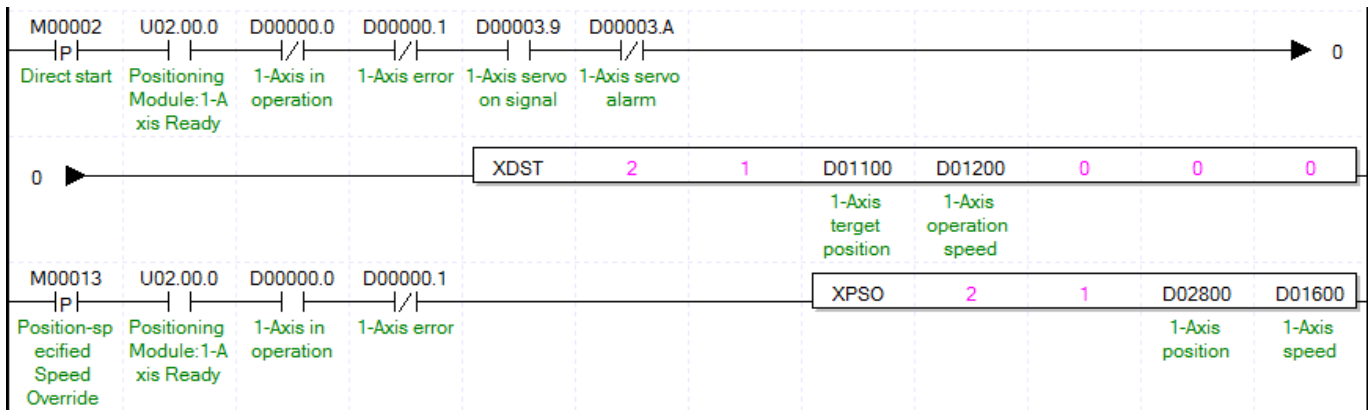 M00002 U02.00.0 D00000.0 D00000.1 D00003.9 D00003.A
P
0
Direct start Positioning 1-Axis in 1-Axis error 1-Axis servo 1-Axis servo
Module:1-A operation on signal alarm
xis Ready
0 XDST 2 1 D01100 D01200 0 0 0
1-Axis 1-Axis
terget operation
position speed
M00013 U02.00.0 D00000.0 D00000.1
P
XPSO 2 1 D02800 D01600
Position-sp Positioning 1-Axis in 1-Axis error 1-Axis 1-Axis
ecified Module:1-A operation position speed
Speed xis Ready
Override